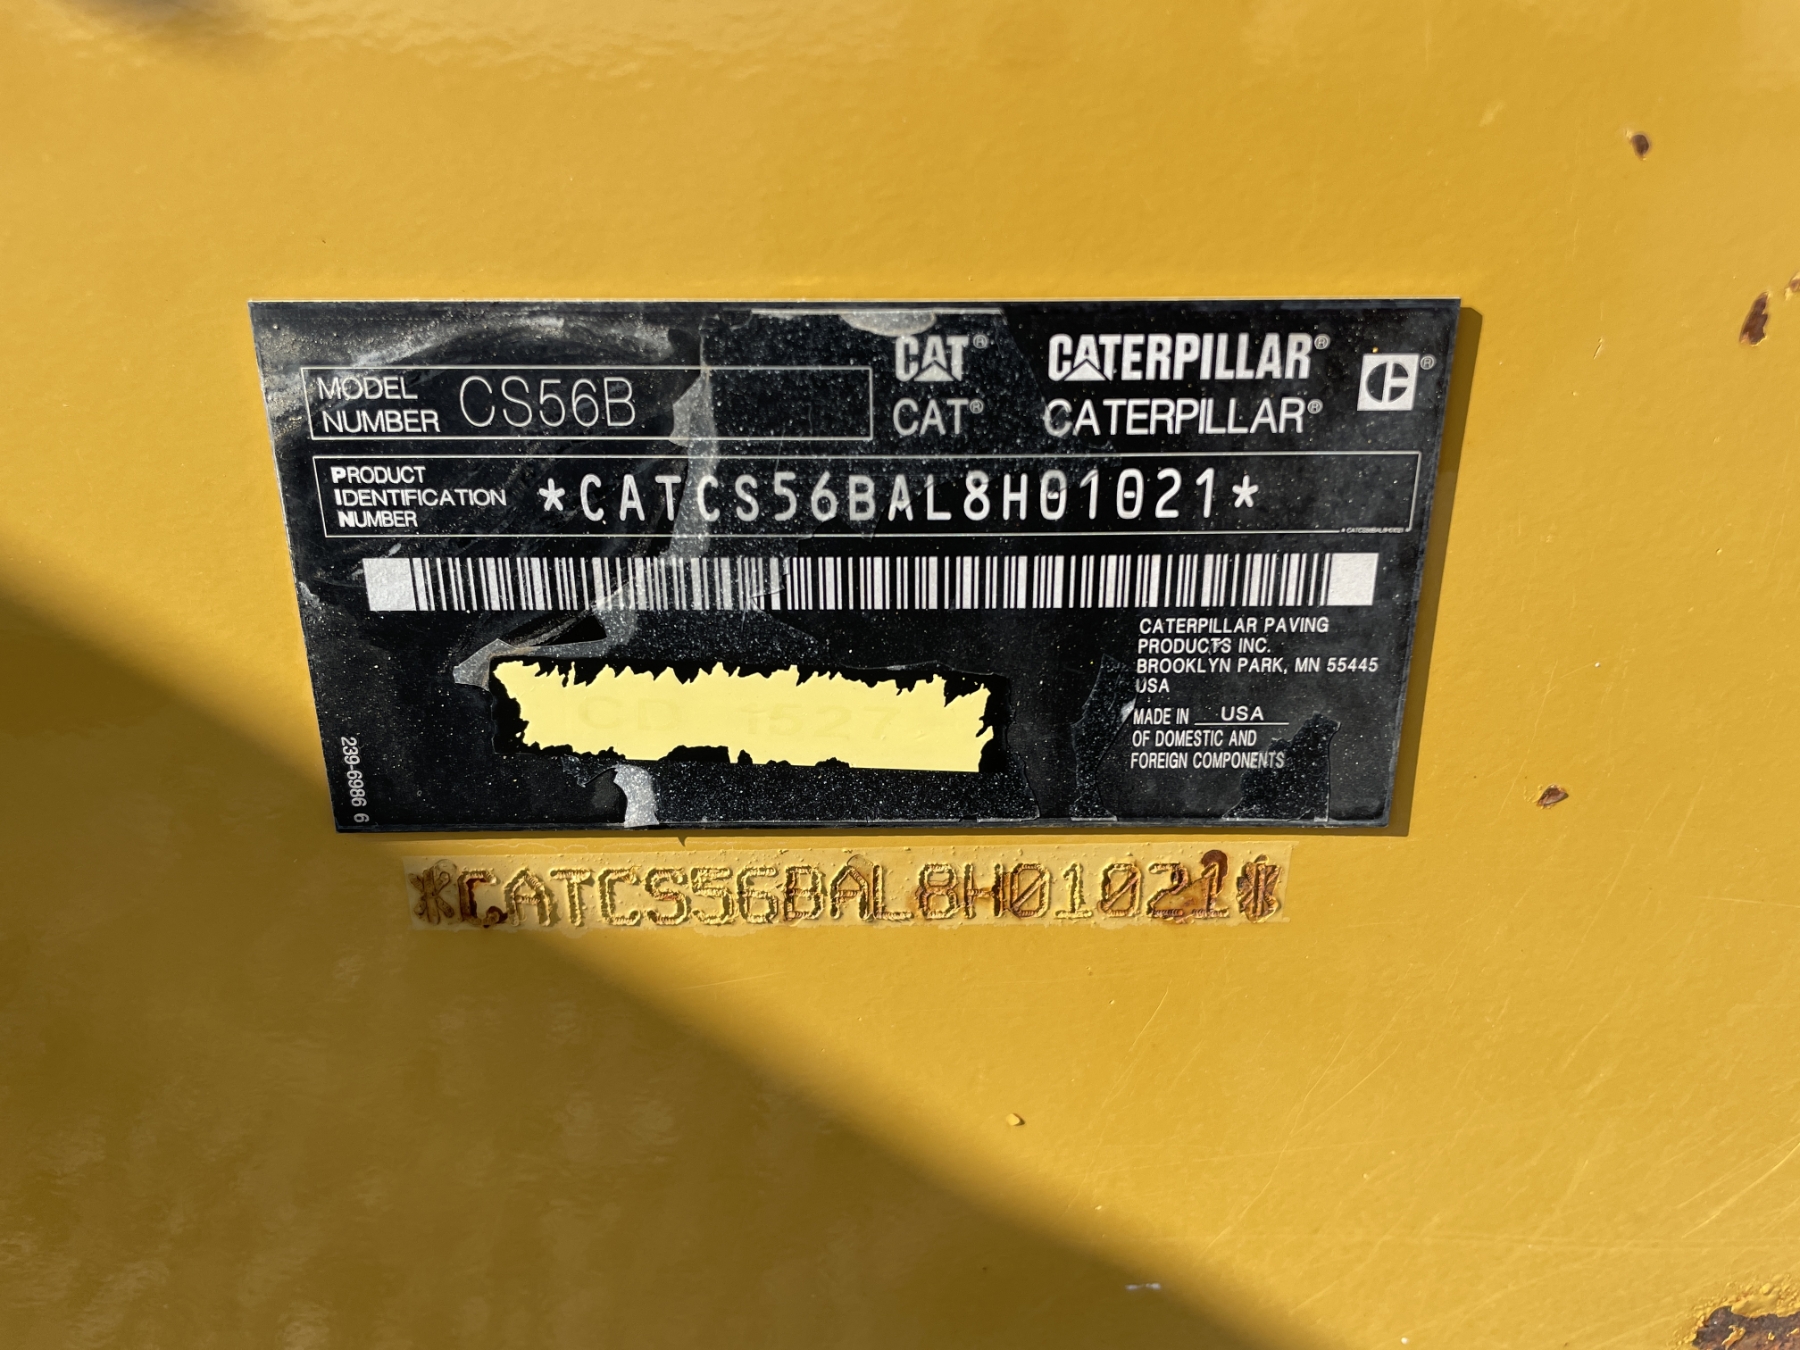 MODEL NUMBER CS56B
CAT® CATERPILLAR®
CAT® CATERPILLAR®
PRODUCT
IDENTIFICATION
NUMBER
*CATCS56BAL8H01021*
CATERPILLAR PAVING
PRODUCTS INC.
BROOKLYN PARK, MN 55445
USA
MADE IN USA
OF DOMESTIC AND
FOREIGN COMPONENTS
239-6986 6
*CATCS56BAL8H01021*